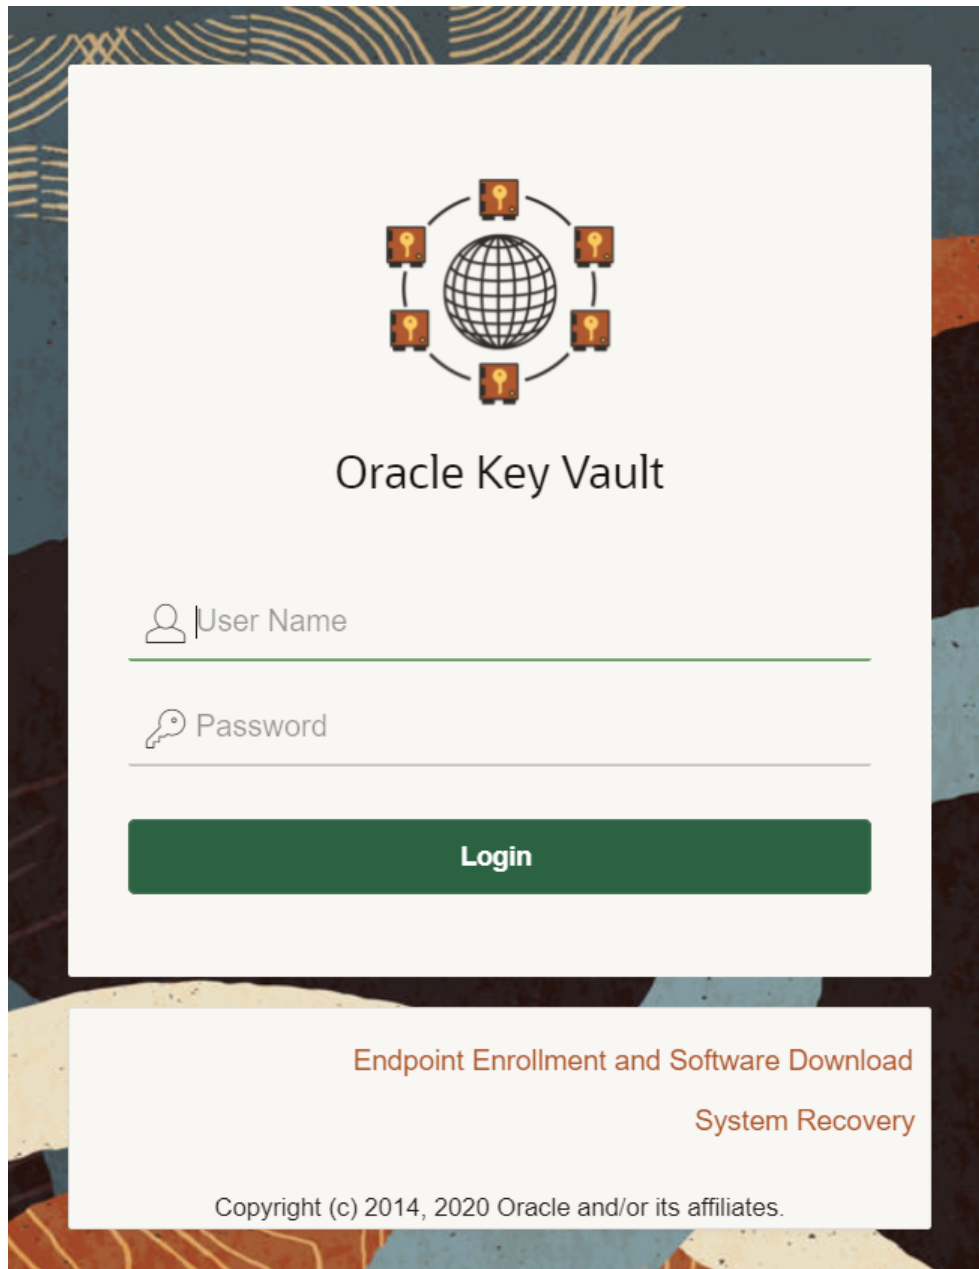 Oracle Key Vault
User Name
Password
Login
Endpoint Enrollment and Software Download
System Recovery
Copyright (c) 2014, 2020 Oracle and/or its affiliates.